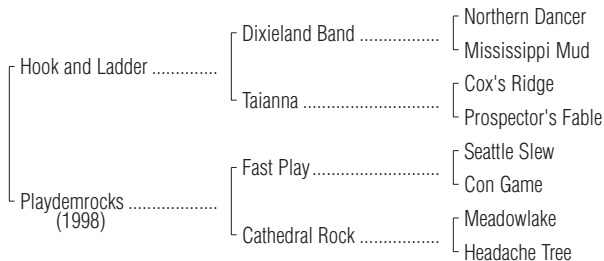 Northern Dancer
Dixieland Band ..................
Mississippi Mud
Hook and Ladder ..............
Cox's Ridge
Taianna ..............................
Prospector's Fable
Seattle Slew
Fast Play ............................
Con Game
Playdemrocks ...................
(1998)
Meadowlake
Cathedral Rock ..................
Headache Tree